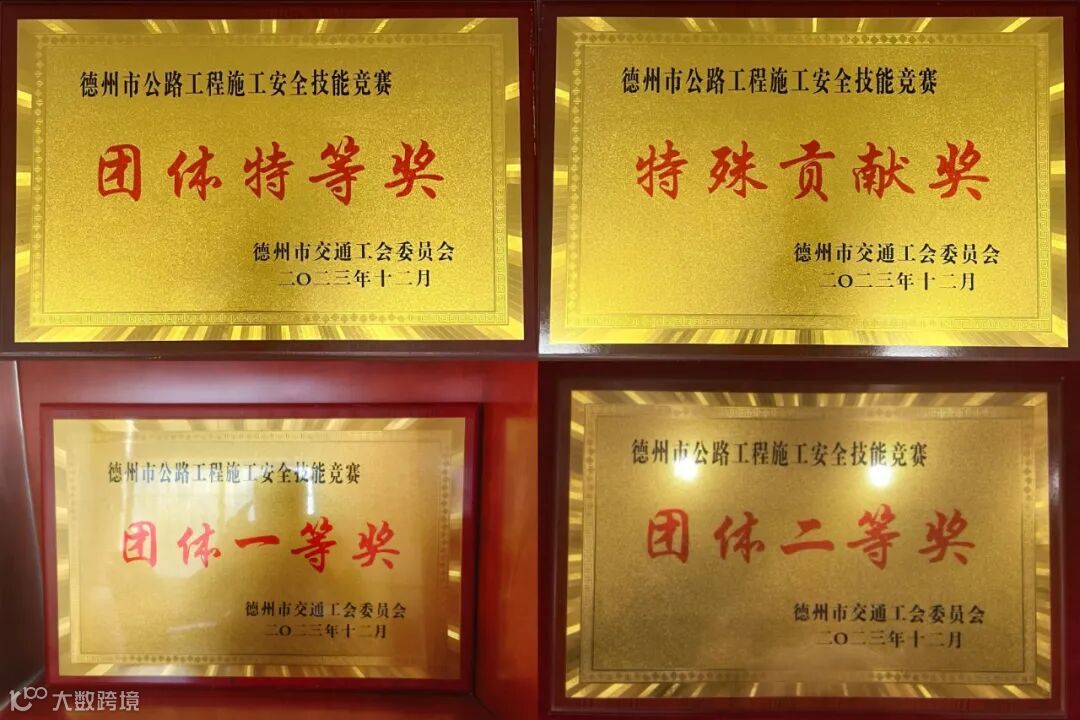 德州市公路工程施工安全技能竞赛
团体特等奖
德州市交通工会委员会
二〇二三年十二月
德州市公路工程施工安全技能竞赛
特殊贡献奖
德州市交通工会委员会
二〇二三年十二月
德州市公路工程施工安全技能竞赛
团体一等奖
德州市交通工会委员会
二〇二三年十二月
德州市公路工程施工安全技能竞赛
团体二等奖
德州市交通工会委员会
二〇二三年十二月
大数跨境